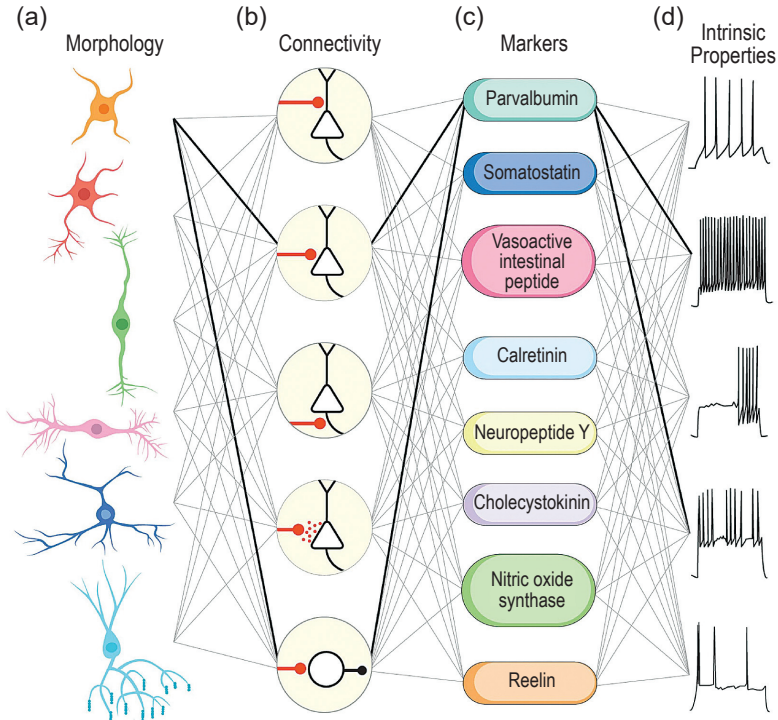 (a)
Morphology
(b)
Connectivity
(c)
Markers
(d)
Intrinsic
Properties
Parvalbumin
Somatostatin
Vasoactive
intestinal
peptide
Calretinin
Neuropeptide Y
Cholecystokinin
Nitric oxide
synthase
Reelin